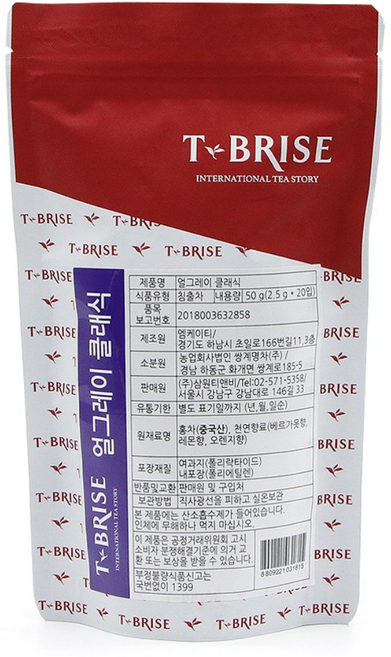 T BRISE
INTERNATIONAL TEA STORY
T BRISE T BRIS
T BRISE T BRISE
T BRISE
얼그레이 클래식
T BRISE
INTERNATIONAL TEA STORY
제품명 얼그레이 클래식
식품유형 침출차 내용량 50 g(2.5 g * 20입)
품목
보고번호 2018003632858
제조원 엠케이티/
경기도 하남시 초일로166번길11,3층
소분원 농업회사법인 쌍계명차(주) /
경남 하동군 화개면 쌍계로185-5
판매원 (주)삼원티앤비/Tel:02-571-5358/
서울시 강남구 강남대로 146길 33
유통기한 별도 표기일까지 (년,월,일순)
원재료명 홍차(중국산), 천연향료(베르가못향,
레몬향, 오렌지향)
포장재질 여과지(폴리락타이드)
내포장(폴리에틸렌)
반품및교환 판매원 및 구입처
보관방법 직사광선을 피하고 실온보관
본 제품에는 산소흡수제가 들어있습니다.
인체에 무해하나 먹지 마십시오.
이 제품은 공정거래위원회 고시
소비자 분쟁해결기준에 의거 교
환 또는 보상을 받을 수 있습니다.
부정불량식품신고는
국번없이 1399
8809221031815